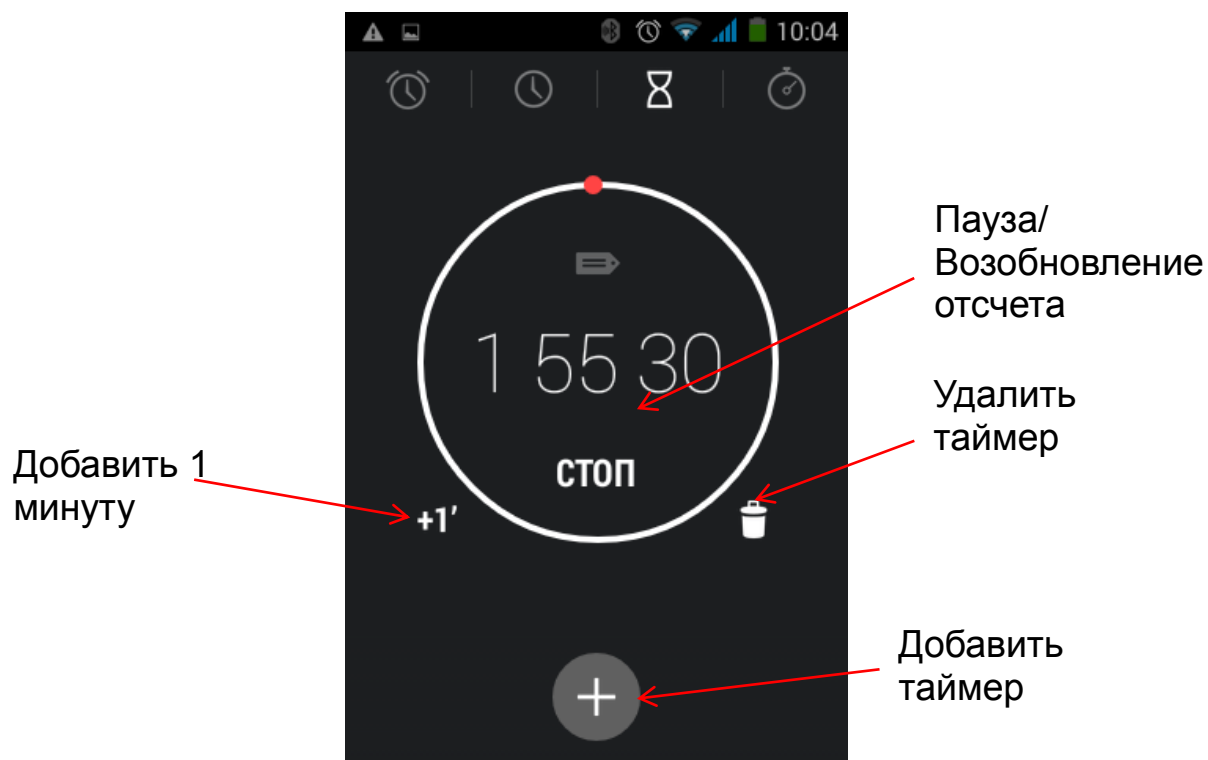 10:04
Пауза/
Возобновление
отсчета
1 55 30
Удалить
таймер
Добавить 1
минуту
СТОП
+1′
Добавить
таймер